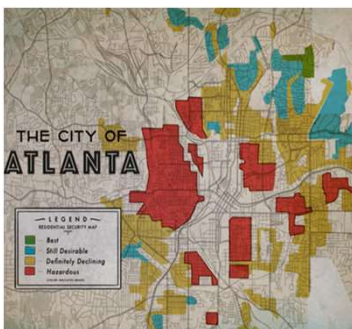 THE CITY OF
ATLANTA
LEGEND
RESIDENTIAL SECURITY MAP
Best
Still Desirable
Definitely Declining
Hazardous